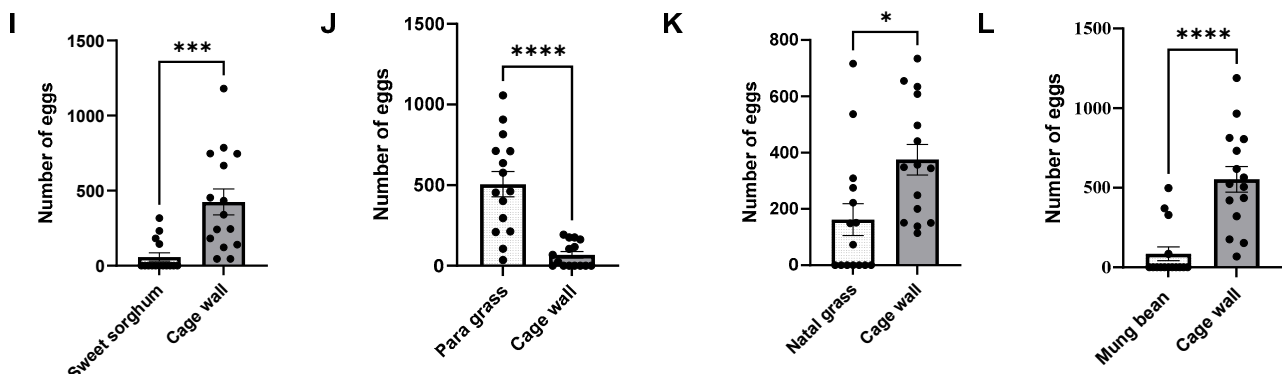 I
Number of eggs
1500
1000
500
0
***
Sweet sorghum
Cage wall
J
Number of eggs
1500
1000
500
0
****
Para grass
Cage wall
K
Number of eggs
800
600
400
200
0
*
Natal grass
Cage wall
L
Number of eggs
1500
1000
500
0
****
Mung bean
Cage wall